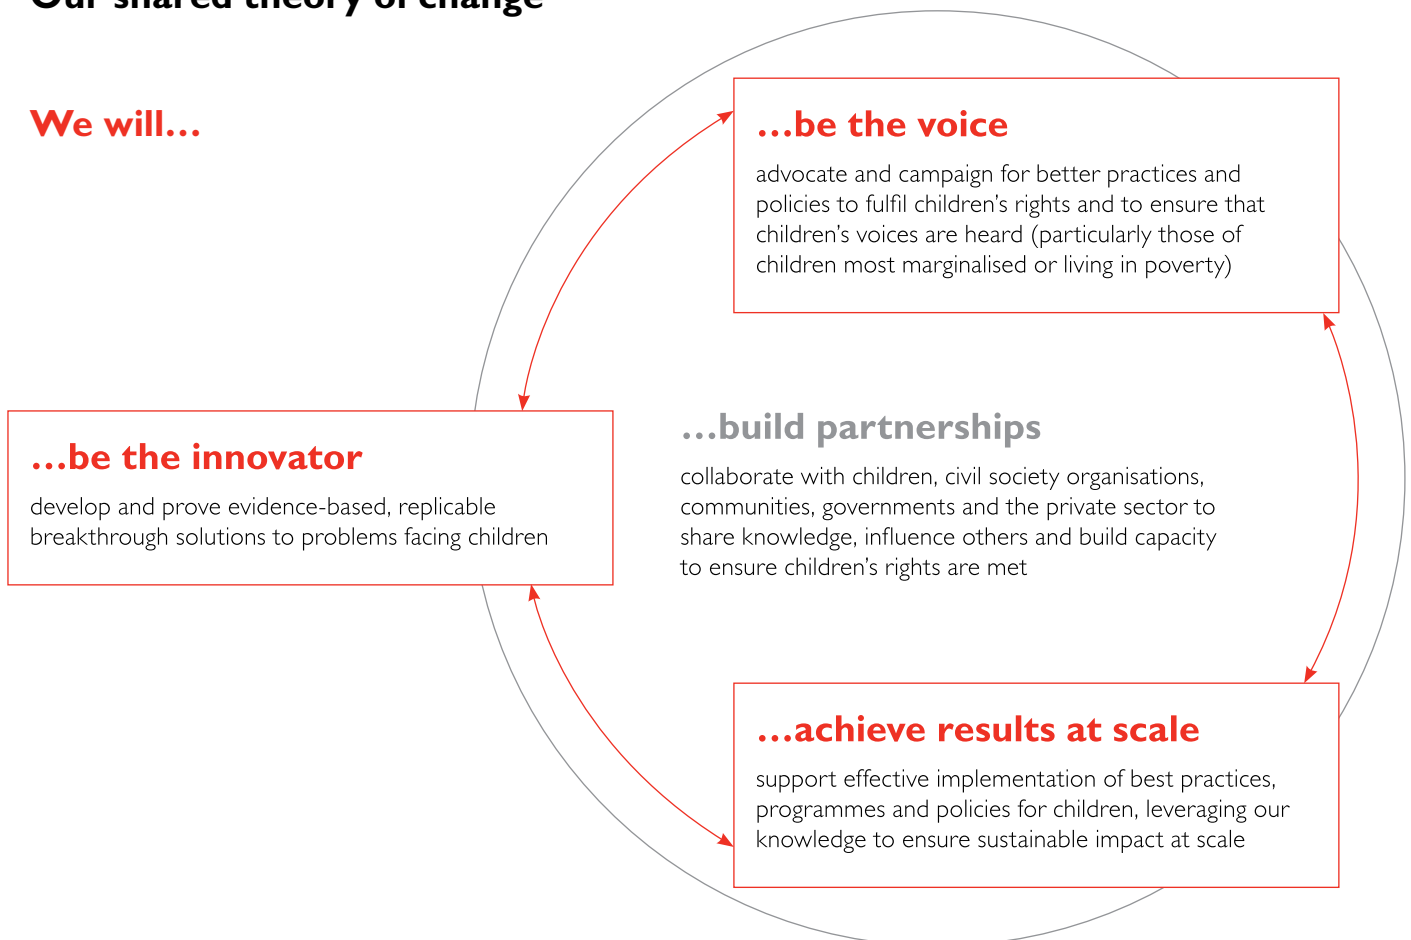 Our shared theory of change
We will…
…be the voice
advocate and campaign for better practices and
policies to fulfil children’s rights and to ensure that
children’s voices are heard (particularly those of
children most marginalised or living in poverty)
…be the innovator
develop and prove evidence-based, replicable
breakthrough solutions to problems facing children
…build partnerships
collaborate with children, civil society organisations,
communities, governments and the private sector to
share knowledge, influence others and build capacity
to ensure children’s rights are met
…achieve results at scale
support effective implementation of best practices,
programmes and policies for children, leveraging our
knowledge to ensure sustainable impact at scale